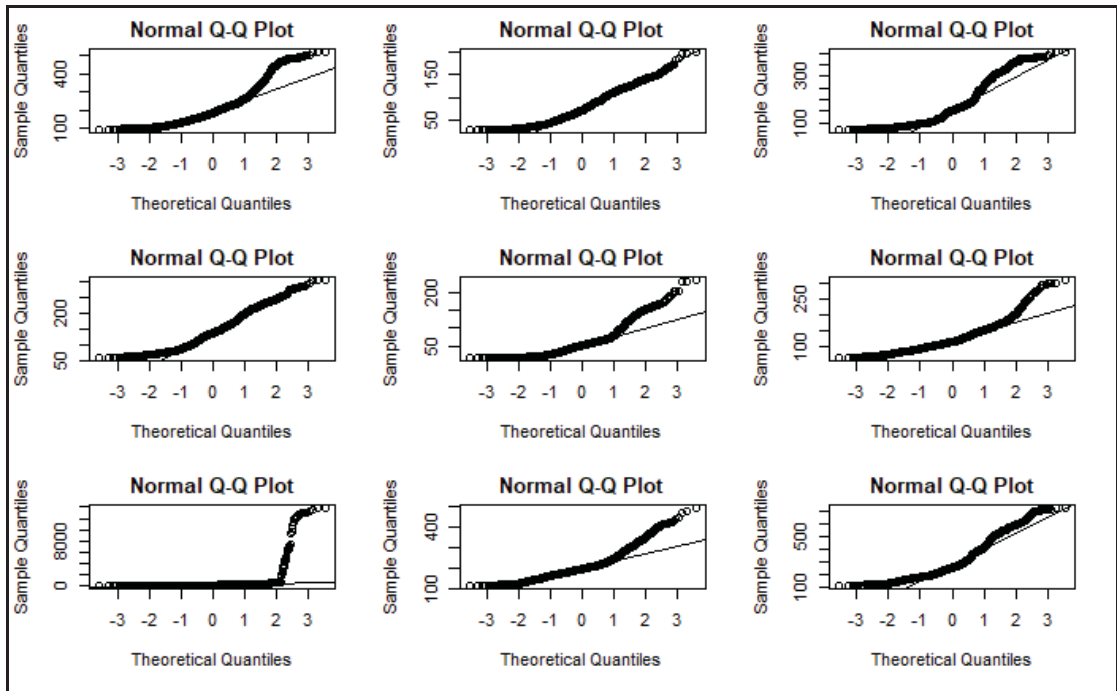 Normal Q-Q Plot Normal Q-Q Plot Normal Q-Q Plot
Sample Quantiles Sample Quantiles Sample Quantiles
100 400 50 150 100 300
-3 -2 -1 0 1 2 3 -3 -2 -1 0 1 2 3 -3 -2 -1 0 1 2 3
Theoretical Quantiles Theoretical Quantiles Theoretical Quantiles
Normal Q-Q Plot Normal Q-Q Plot Normal Q-Q Plot
Sample Quantiles Sample Quantiles Sample Quantiles
50 200 50 200 100 250
-3 -2 -1 0 1 2 3 -3 -2 -1 0 1 2 3 -3 -2 -1 0 1 2 3
Theoretical Quantiles Theoretical Quantiles Theoretical Quantiles
Normal Q-Q Plot Normal Q-Q Plot Normal Q-Q Plot
Sample Quantiles Sample Quantiles Sample Quantiles
0 8000 100 400 100 500
-3 -2 -1 0 1 2 3 -3 -2 -1 0 1 2 3 -3 -2 -1 0 1 2 3
Theoretical Quantiles Theoretical Quantiles Theoretical Quantiles